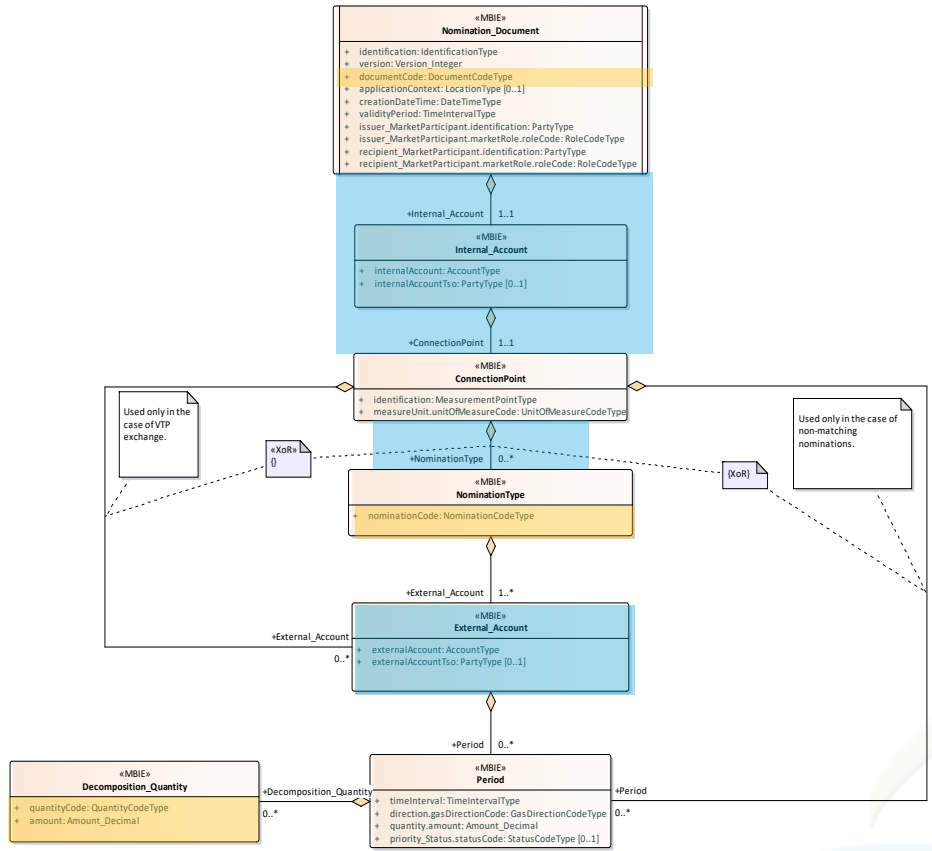 «MBIE»
Nomination_Document
+ identification: IdentificationType
+ version: Version_Integer
+ documentCode: DocumentCodeType
+ applicationContext: LocationType [0..1]
+ creationDateTime: DateTimeType
+ validityPeriod: TimeIntervalType
+ issuer_MarketParticipant.identification: PartyType
+ issuer_MarketParticipant.marketRole.roleCode: RoleCodeType
+ recipient_MarketParticipant.identification: PartyType
+ recipient_MarketParticipant.marketRole.roleCode: RoleCodeType
+Internal_Account 1..1
«MBIE»
Internal_Account
+ internalAccount: AccountType
+ internalAccountTso: PartyType [0..1]
+ConnectionPoint 1..1
«MBIE»
ConnectionPoint
+ identification: MeasurementPointType
+ measureUnit.unitOfMeasureCode: UnitOfMeasureCodeType
Used only in the
case of VTP
exchange.
Used only in the case of
non-matching
nominations.
«XoR»
{}
+NominationType 0..*
{XoR}
«MBIE»
NominationType
+ nominationCode: NominationCodeType
+External_Account 1..*
«MBIE»
External_Account
+ externalAccount: AccountType
+ externalAccountTso: PartyType [0..1]
+External_Account
0..*
+Period 0..*
«MBIE»
Decomposition_Quantity
+ quantityCode: QuantityCodeType
+ amount: Amount_Decimal
+Decomposition_Quantity
0..*
«MBIE»
Period
+ timeInterval: TimeIntervalType
+ direction.gasDirectionCode: GasDirectionCodeType
+ quantity.amount: Amount_Decimal
+ priority_Status.statusCode: StatusCodeType [0..1]
+Period
0..*